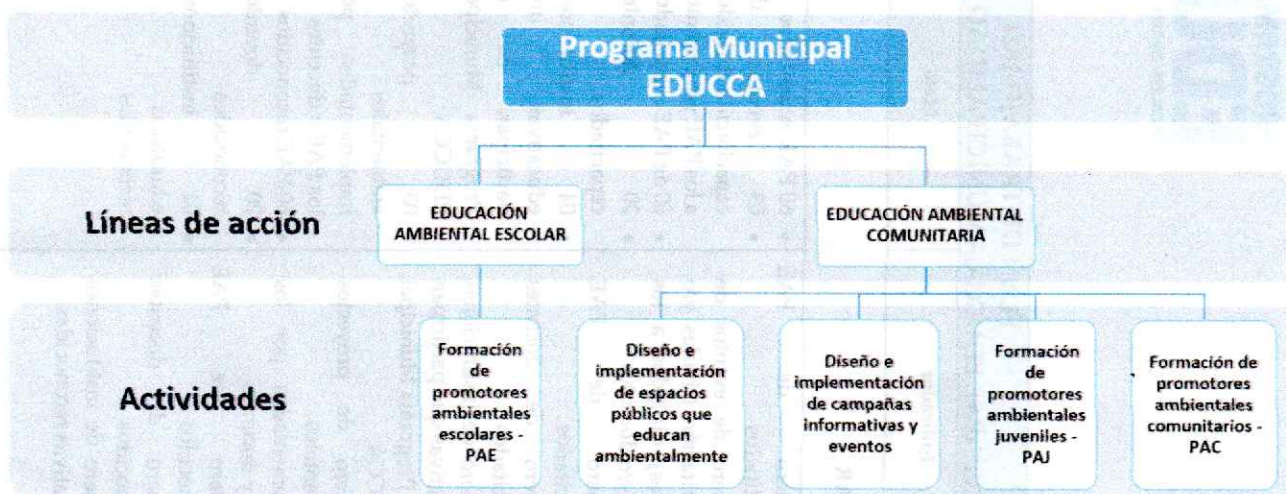 Programa Municipal
EDUCCA
Líneas de acción
EDUCACIÓN
AMBIENTAL ESCOLAR
EDUCACIÓN AMBIENTAL
COMUNITARIA
Actividades
Formación
de
promotores
ambientales
escolares -
PAE
Diseño e
implementación
de espacios
públicos que
educan
ambientalmente
Diseño e
implementación
de campañas
informativas y
eventos
Formación
de
promotores
ambientales
juveniles -
PAJ
Formación de
promotores
ambientales
comunitarios -
PAC